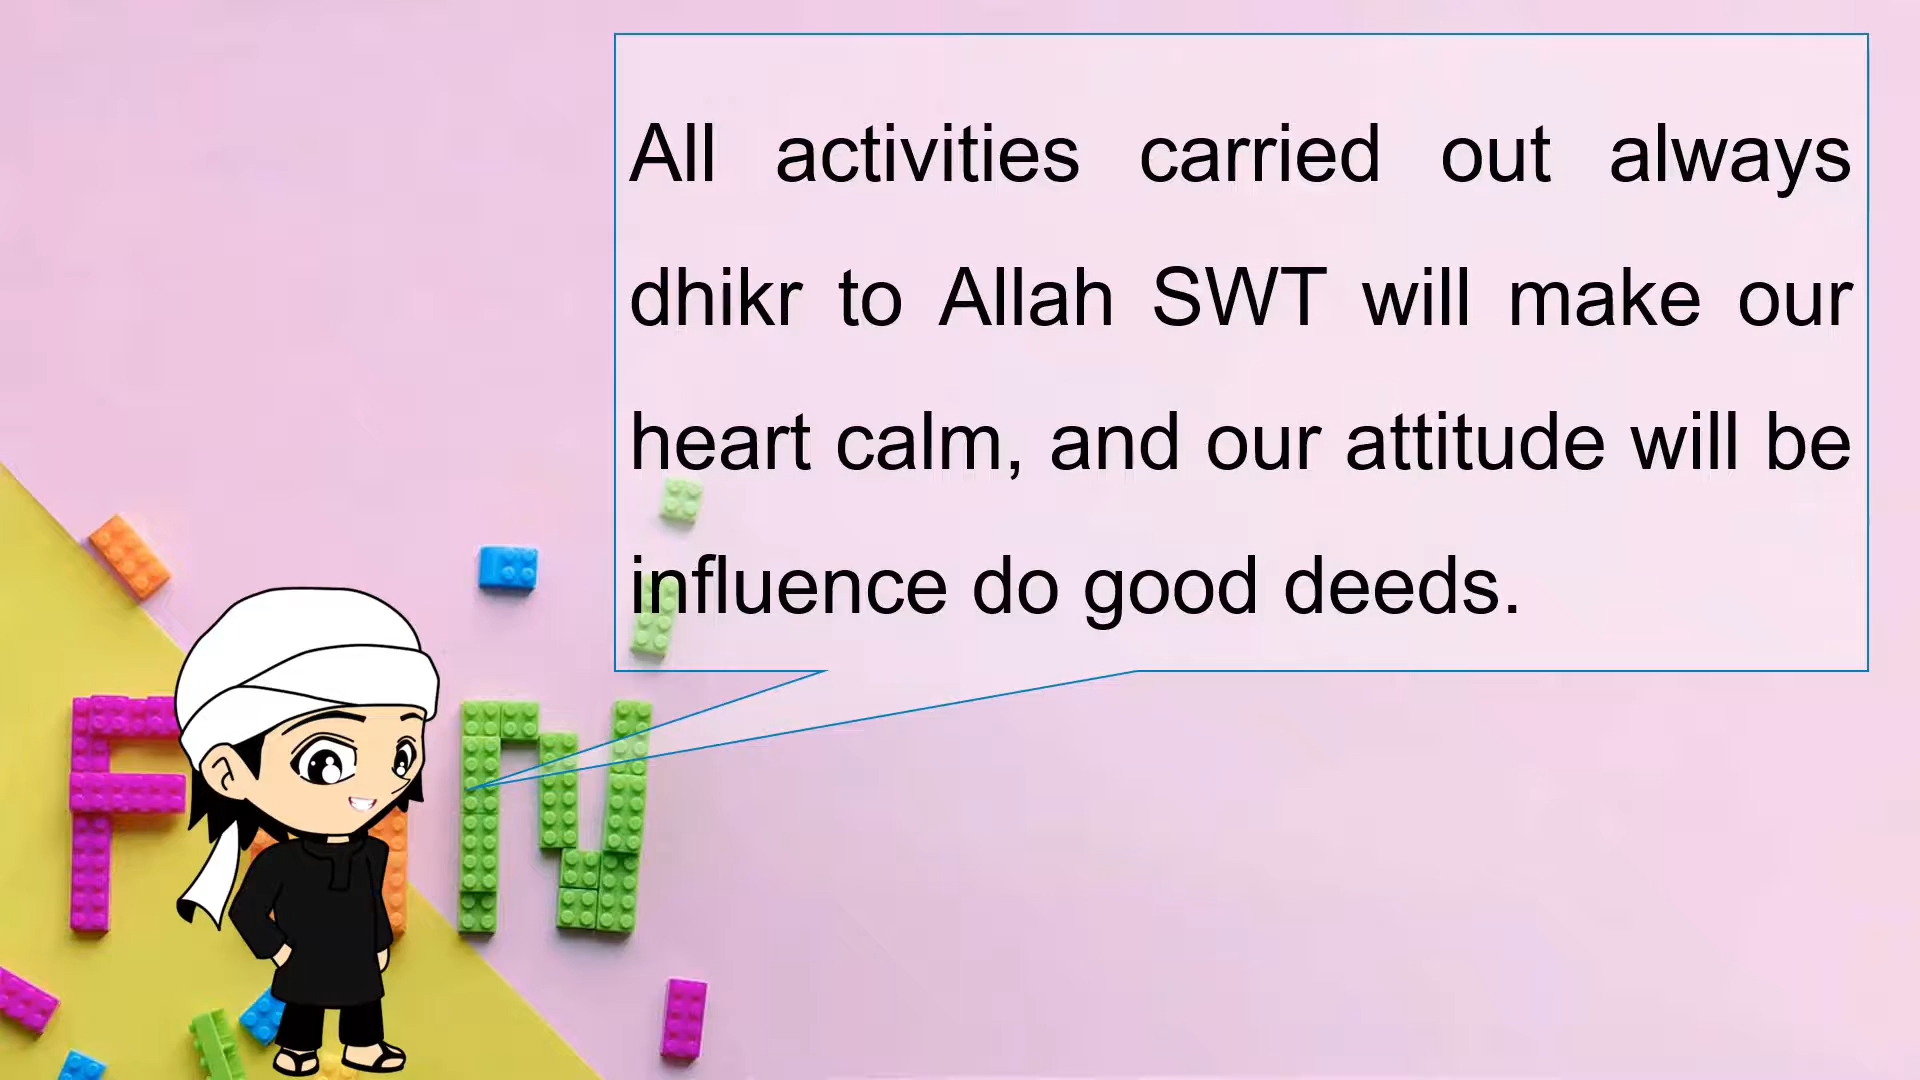 All activities carried out always
dhikr to Allah SWT will make our
heart calm, and our attitude will be
influence do good deeds.
F N